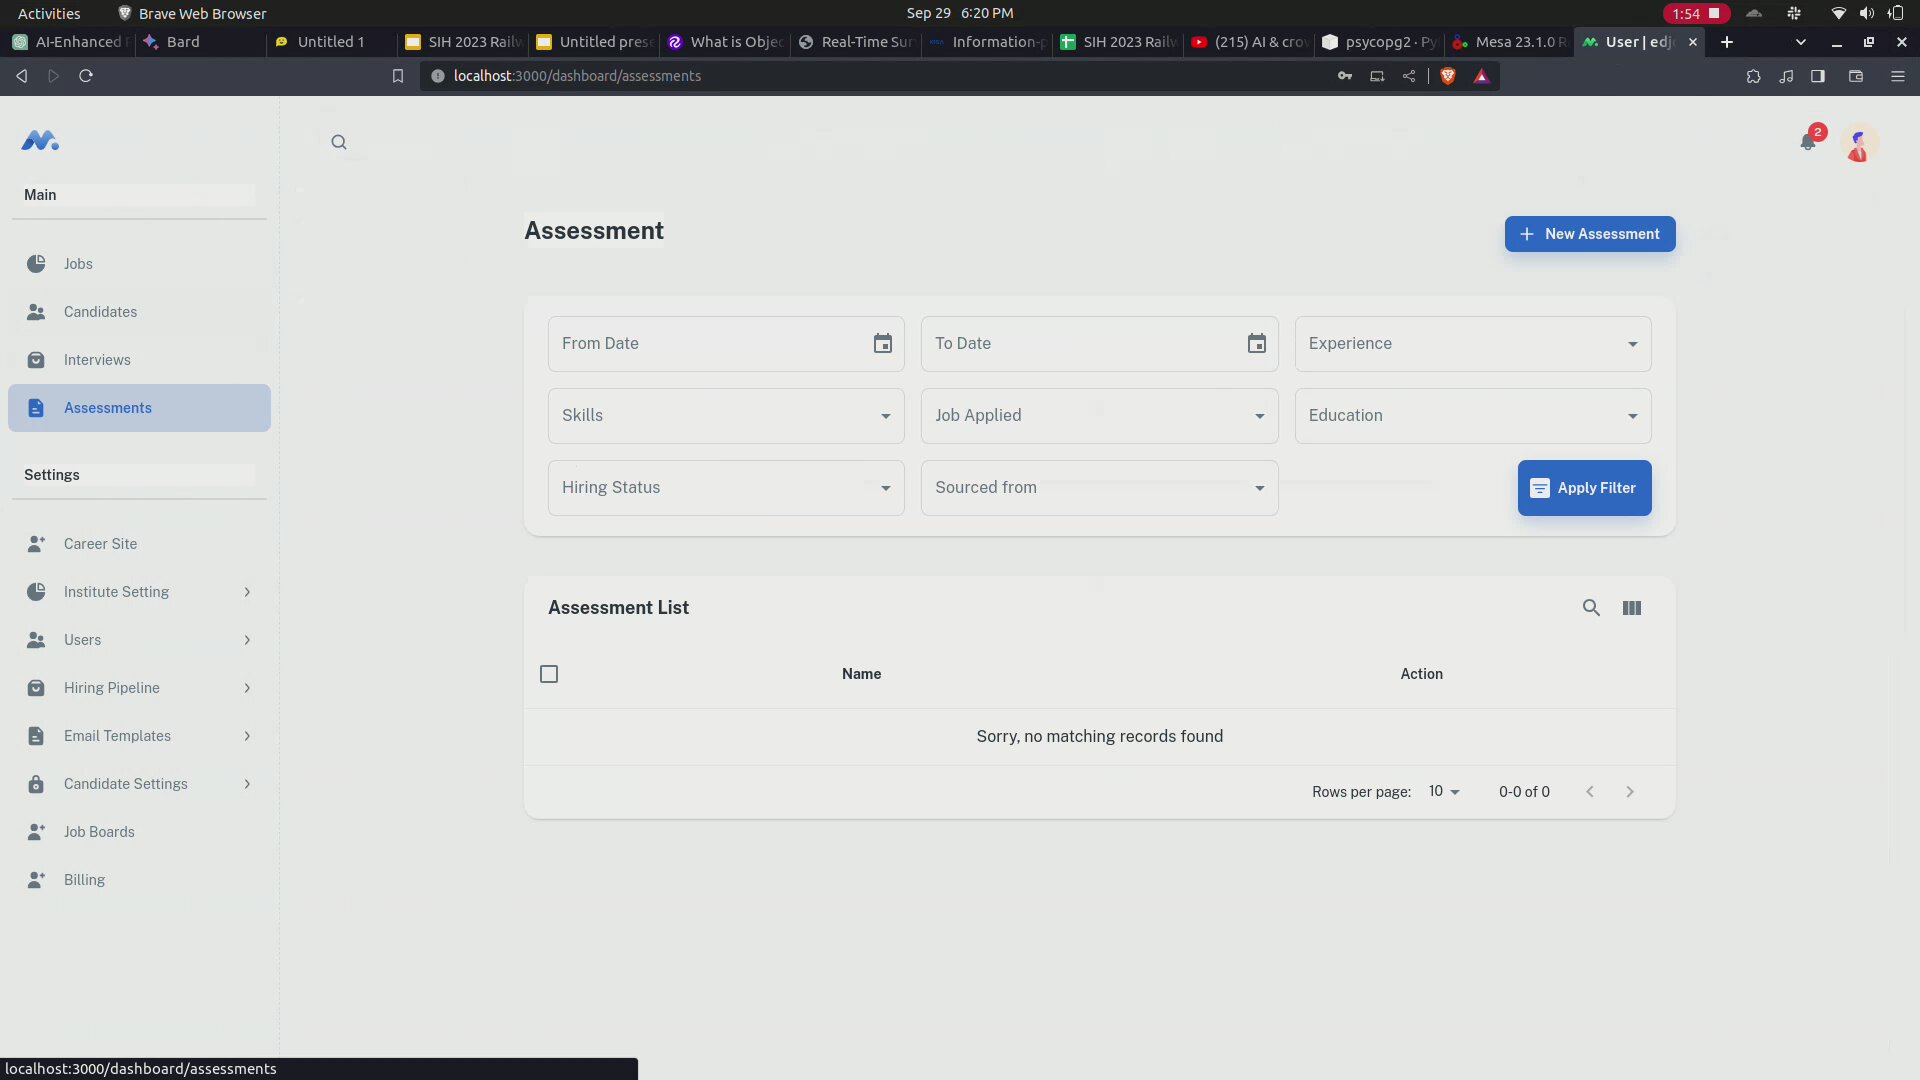 Activities
Brave Web Browser
Sep 29 6:20 PM
1:54
AI-Enhanced
Bard
Untitled 1
SIH 2023 Railw
Untitled prese
What is Objec
Real-Time Sur
Information-p
SIH 2023 Railw
(215) AI & crow
psycopg2 · Py
Mesa 23.1.0 R
User | edjo
localhost:3000/dashboard/assessments
2
Main
Jobs
Candidates
Interviews
Assessments
Settings
Career Site
Institute Setting
Users
Hiring Pipeline
Email Templates
Candidate Settings
Job Boards
Billing
Assessment
New Assessment
From Date
To Date
Experience
Skills
Job Applied
Education
Hiring Status
Sourced from
Apply Filter
Assessment List
Name
Action
Sorry, no matching records found
Rows per page:
10
0-0 of 0
localhost:3000/dashboard/assessments